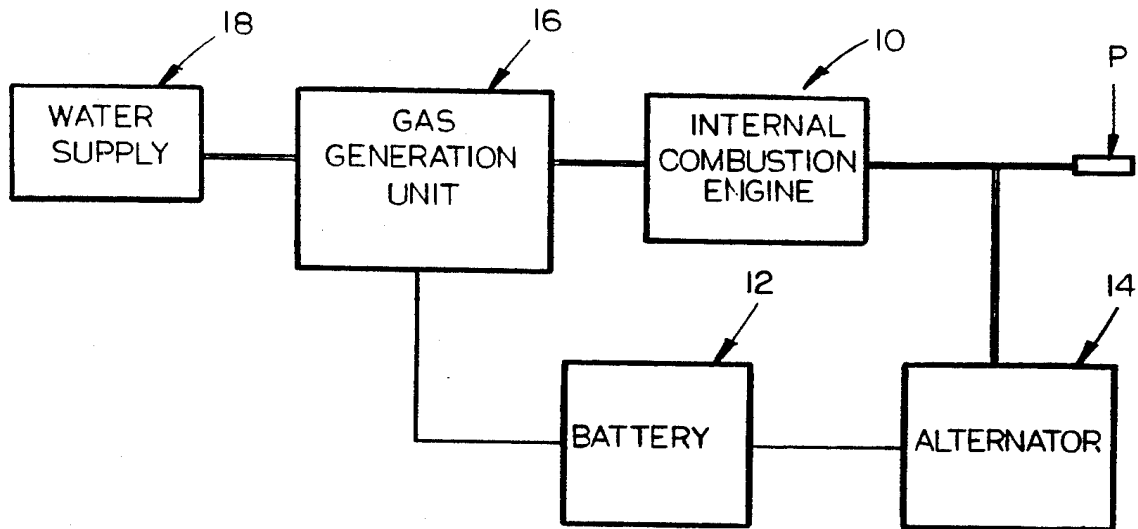 18
16
10
P
WATER
SUPPLY
GAS
GENERATION
UNIT
INTERNAL
COMBUSTION
ENGINE
12
14
BATTERY
ALTERNATOR